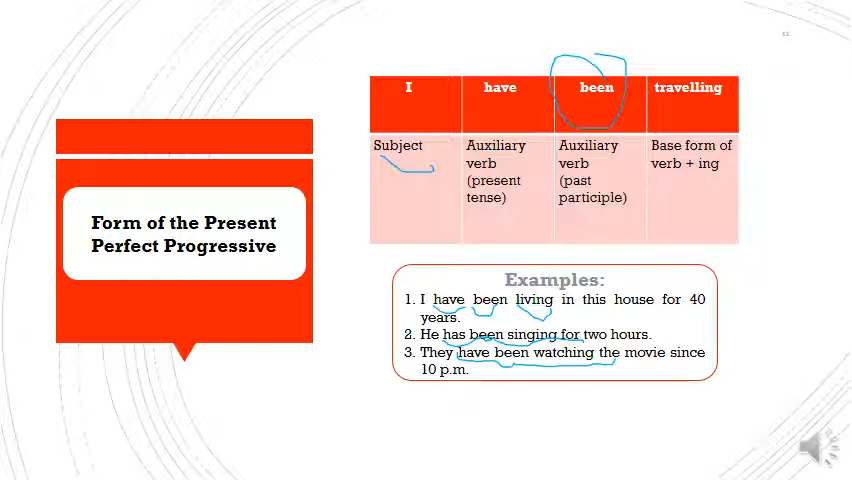 Form of the Present
Perfect Progressive
I have been travelling
Subject
Auxiliary
verb
(present
tense)
Auxiliary
verb
(past
participle)
Base form of
verb + ing
Examples:
1. I have been living in this house for 40
years.
2. He has been singing for two hours.
3. They have been watching the movie since
10 p.m.